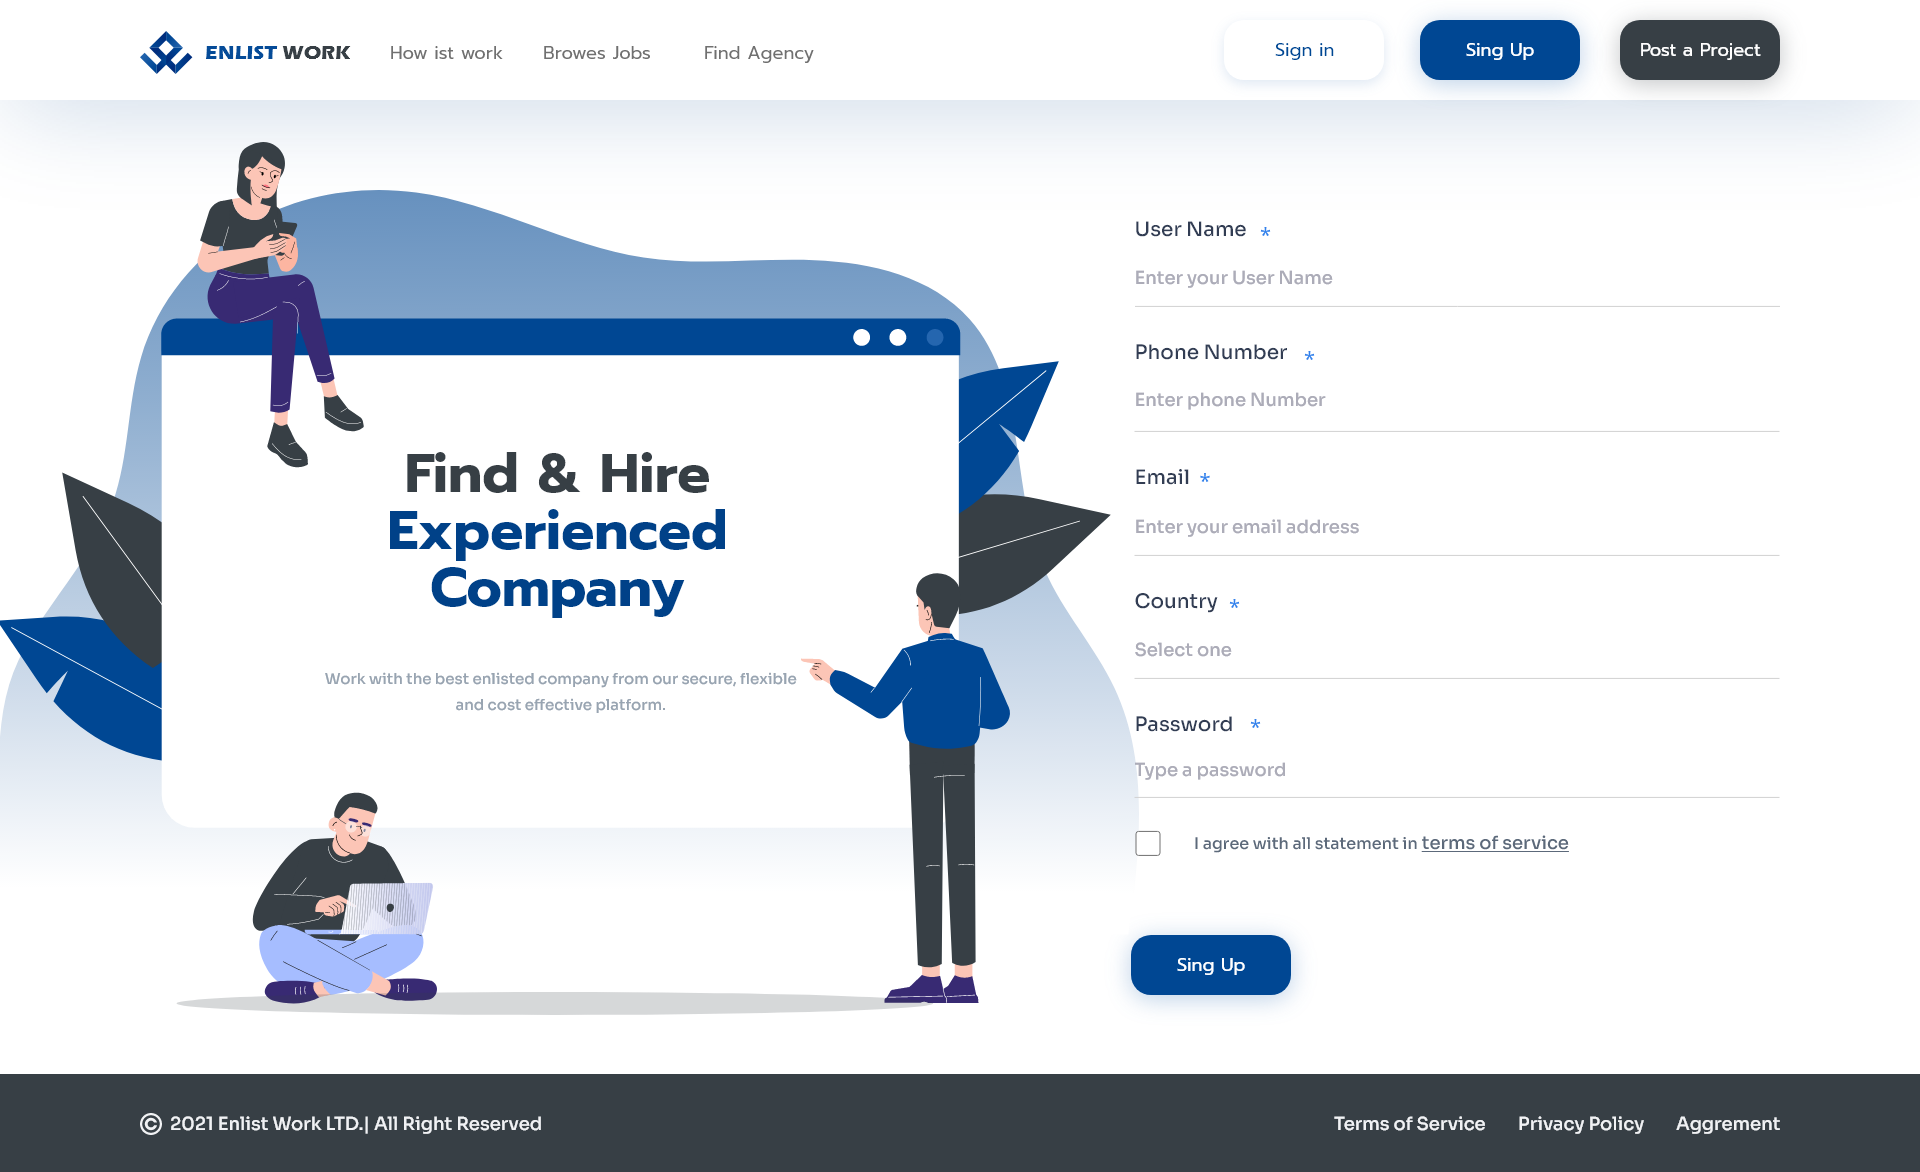 ENLIST WORK
How ist work
Browes Jobs
Find Agency
Sign in
Sing Up
Post a Project
Find & Hire
Experienced
Company
Work with the best enlisted company from our secure, flexible
and cost effective platform.
User Name *
Enter your User Name
Phone Number *
Enter phone Number
Email *
Enter your email address
Country *
Select one
Password *
Type a password
I agree with all statement in terms of service
Sing Up
© 2021 Enlist Work LTD.| All Right Reserved
Terms of Service
Privacy Policy
Aggrement